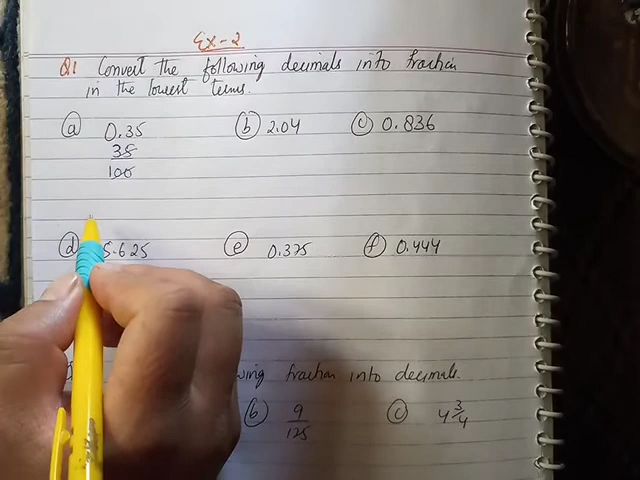 Ex-2
Q1 Convert the following decimals into fraction
in the lowest terms.
(a) 0.35 (b) 2.04 (c) 0.836
35
100
(d) 5.625 (e) 0.375 (f) 0.444
wing fraction into decimals.
(b) 9/125 (c) 4 3/4